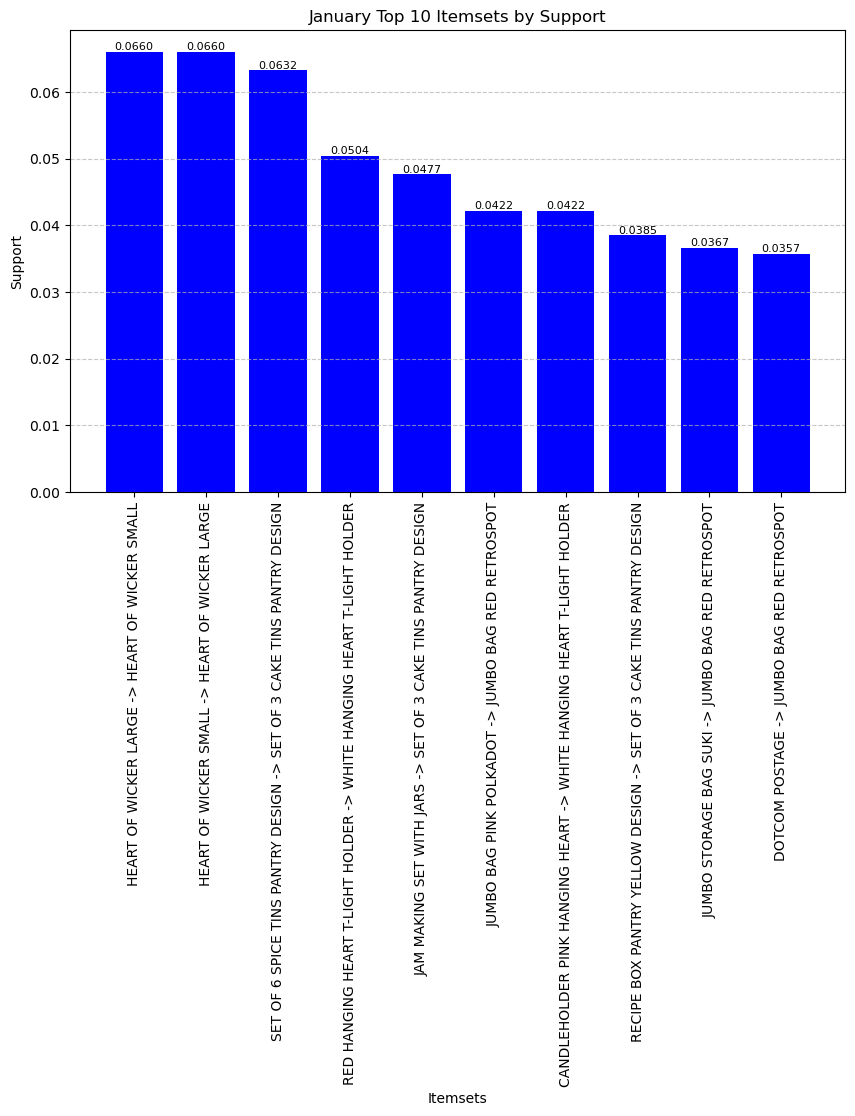 January Top 10 Itemsets by Support
0.0660
0.0660
0.0632
0.0504
0.0477
0.0422
0.0422
0.0385
0.0367
0.0357
Support
0.06
0.05
0.04
0.03
0.02
0.01
0.00
HEART OF WICKER LARGE -> HEART OF WICKER SMALL
HEART OF WICKER SMALL -> HEART OF WICKER LARGE
SET OF 6 SPICE TINS PANTRY DESIGN -> SET OF 3 CAKE TINS PANTRY DESIGN
RED HANGING HEART T-LIGHT HOLDER -> WHITE HANGING HEART T-LIGHT HOLDER
JAM MAKING SET WITH JARS -> SET OF 3 CAKE TINS PANTRY DESIGN
JUMBO BAG PINK POLKADOT -> JUMBO BAG RED RETROSPOT
CANDLEHOLDER PINK HANGING HEART -> WHITE HANGING HEART T-LIGHT HOLDER
RECIPE BOX PANTRY YELLOW DESIGN -> SET OF 3 CAKE TINS PANTRY DESIGN
JUMBO STORAGE BAG SUKI -> JUMBO BAG RED RETROSPOT
DOTCOM POSTAGE -> JUMBO BAG RED RETROSPOT
Itemsets